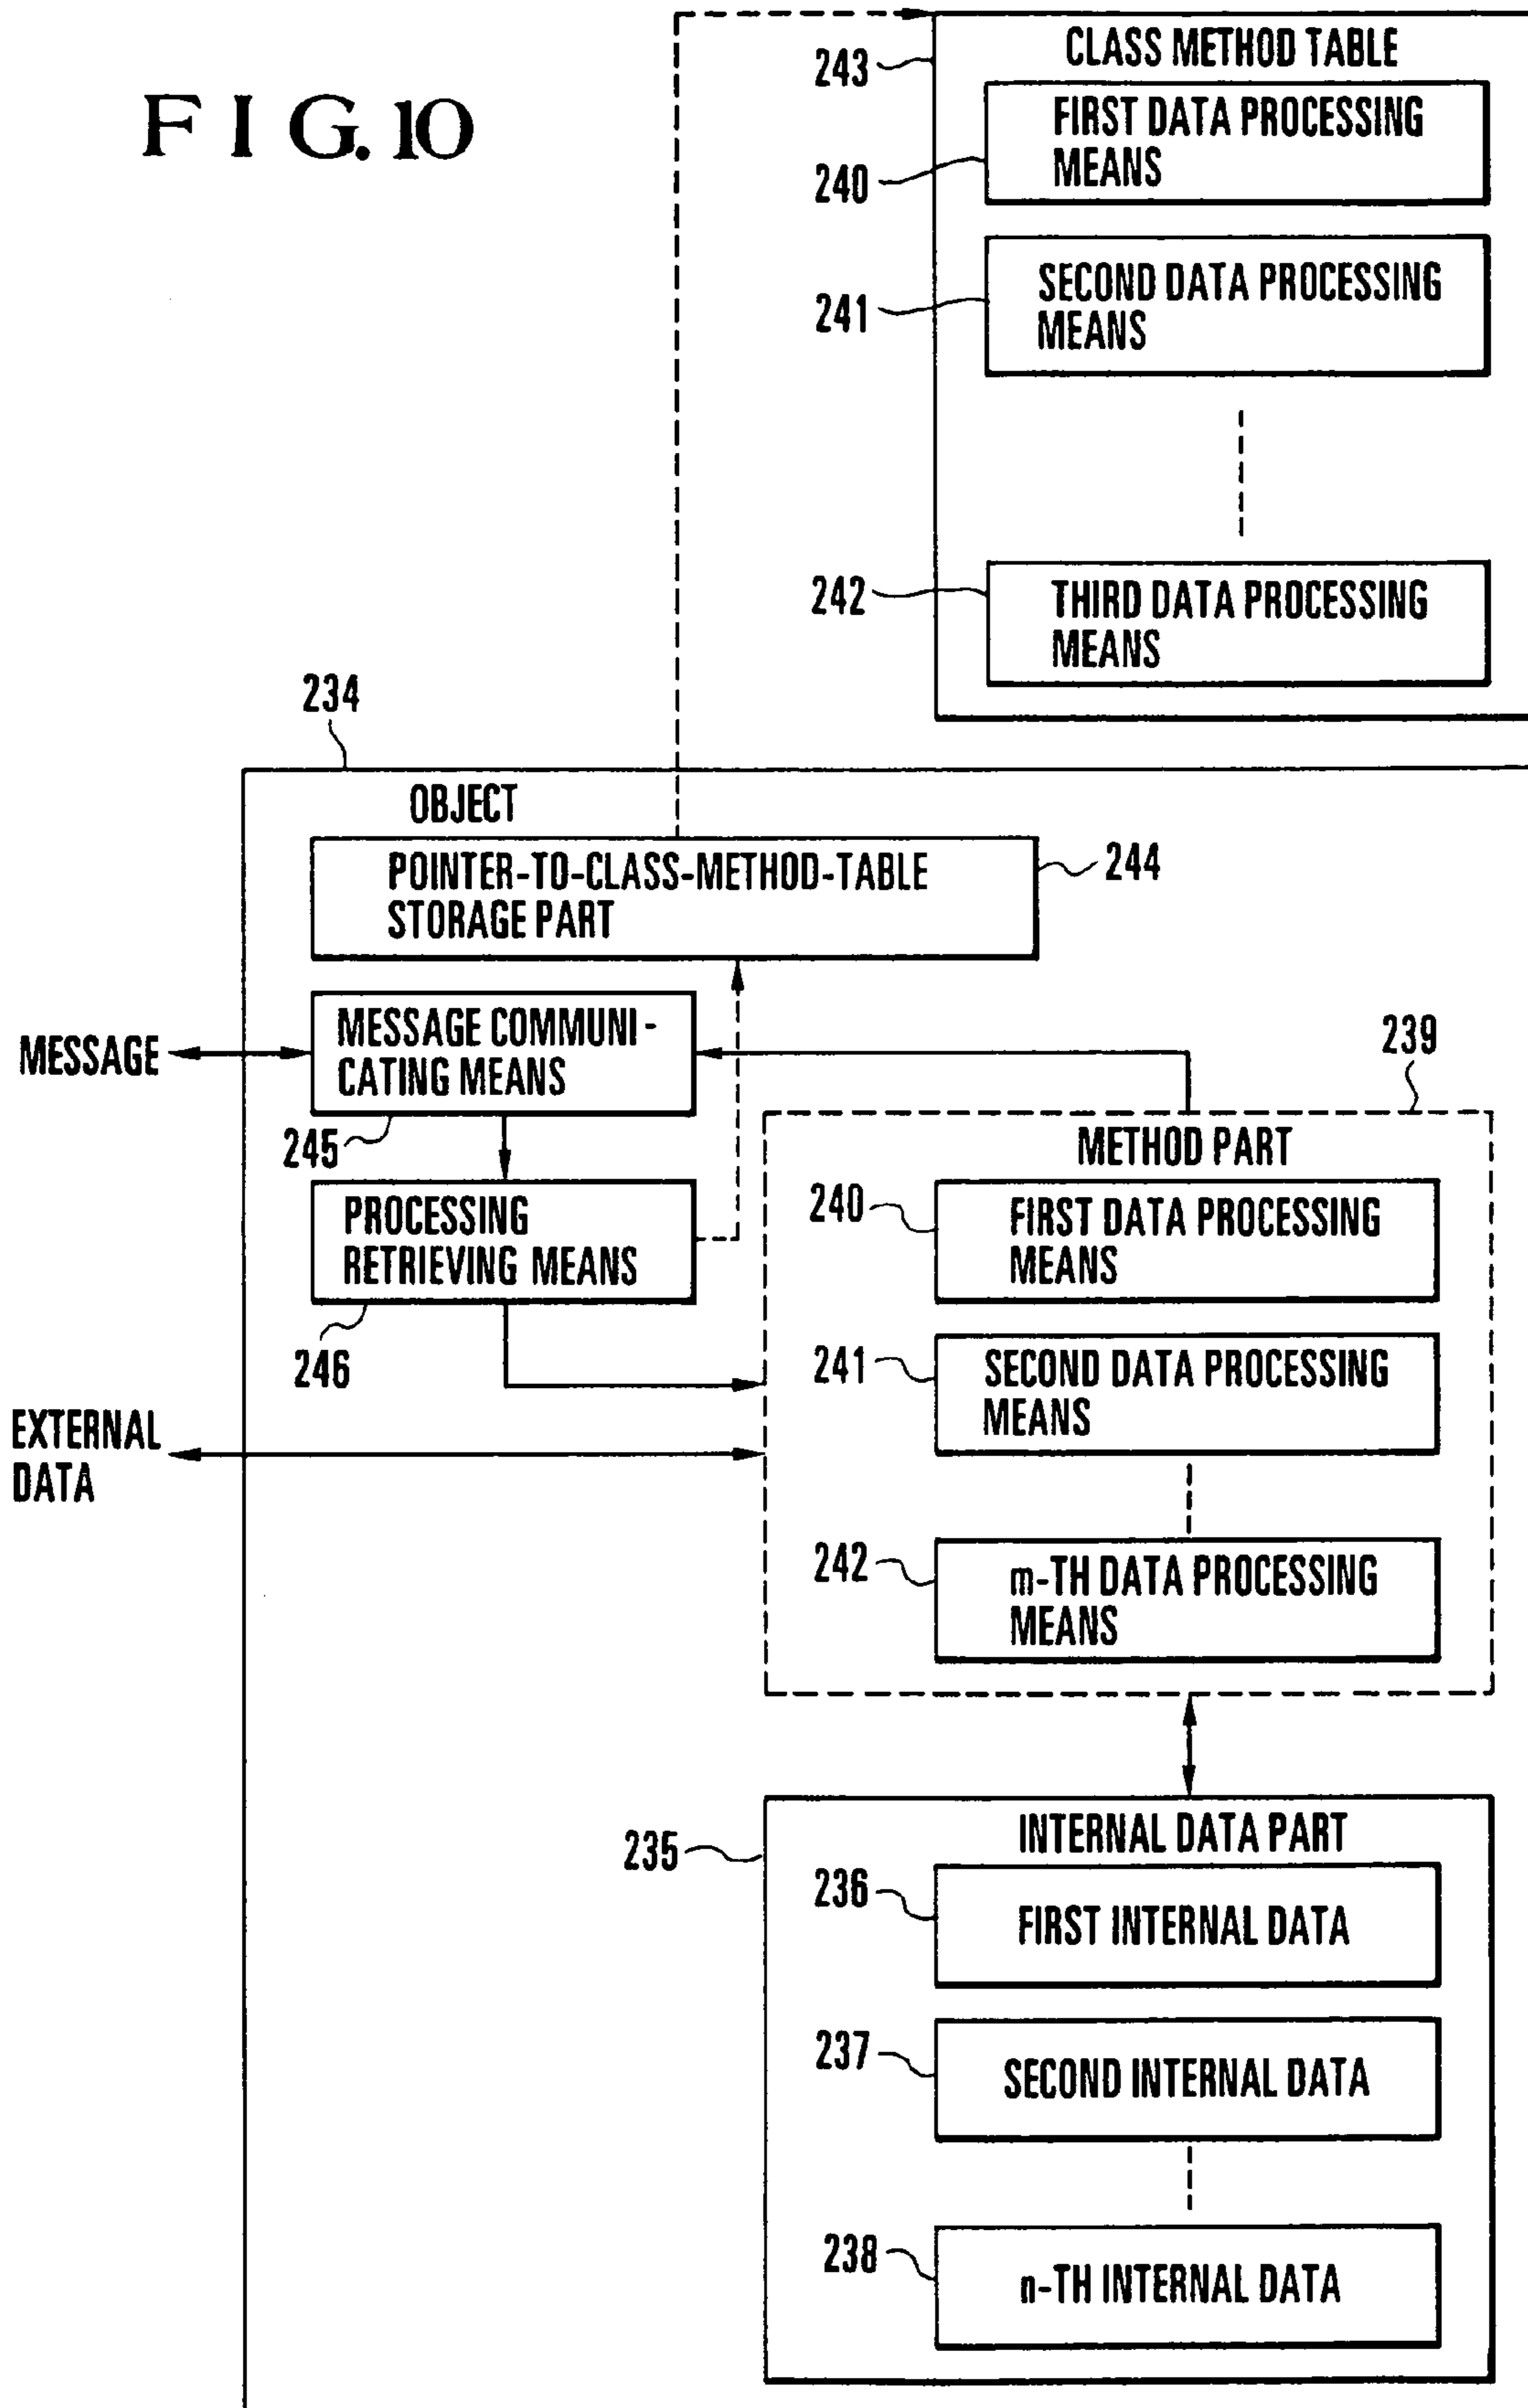 FIG.10
CLASS METHOD TABLE
243
FIRST DATA PROCESSING
MEANS
240
SECOND DATA PROCESSING
MEANS
241
THIRD DATA PROCESSING
MEANS
242
234
OBJECT
POINTER-TO-CLASS-METHOD-TABLE
STORAGE PART
244
MESSAGE
MESSAGE COMMUNI-
CATING MEANS
245
239
METHOD PART
PROCESSING
RETRIEVING MEANS
246
240
FIRST DATA PROCESSING
MEANS
241
SECOND DATA PROCESSING
MEANS
EXTERNAL
DATA
242
m-TH DATA PROCESSING
MEANS
235
INTERNAL DATA PART
236
FIRST INTERNAL DATA
237
SECOND INTERNAL DATA
238
n-TH INTERNAL DATA